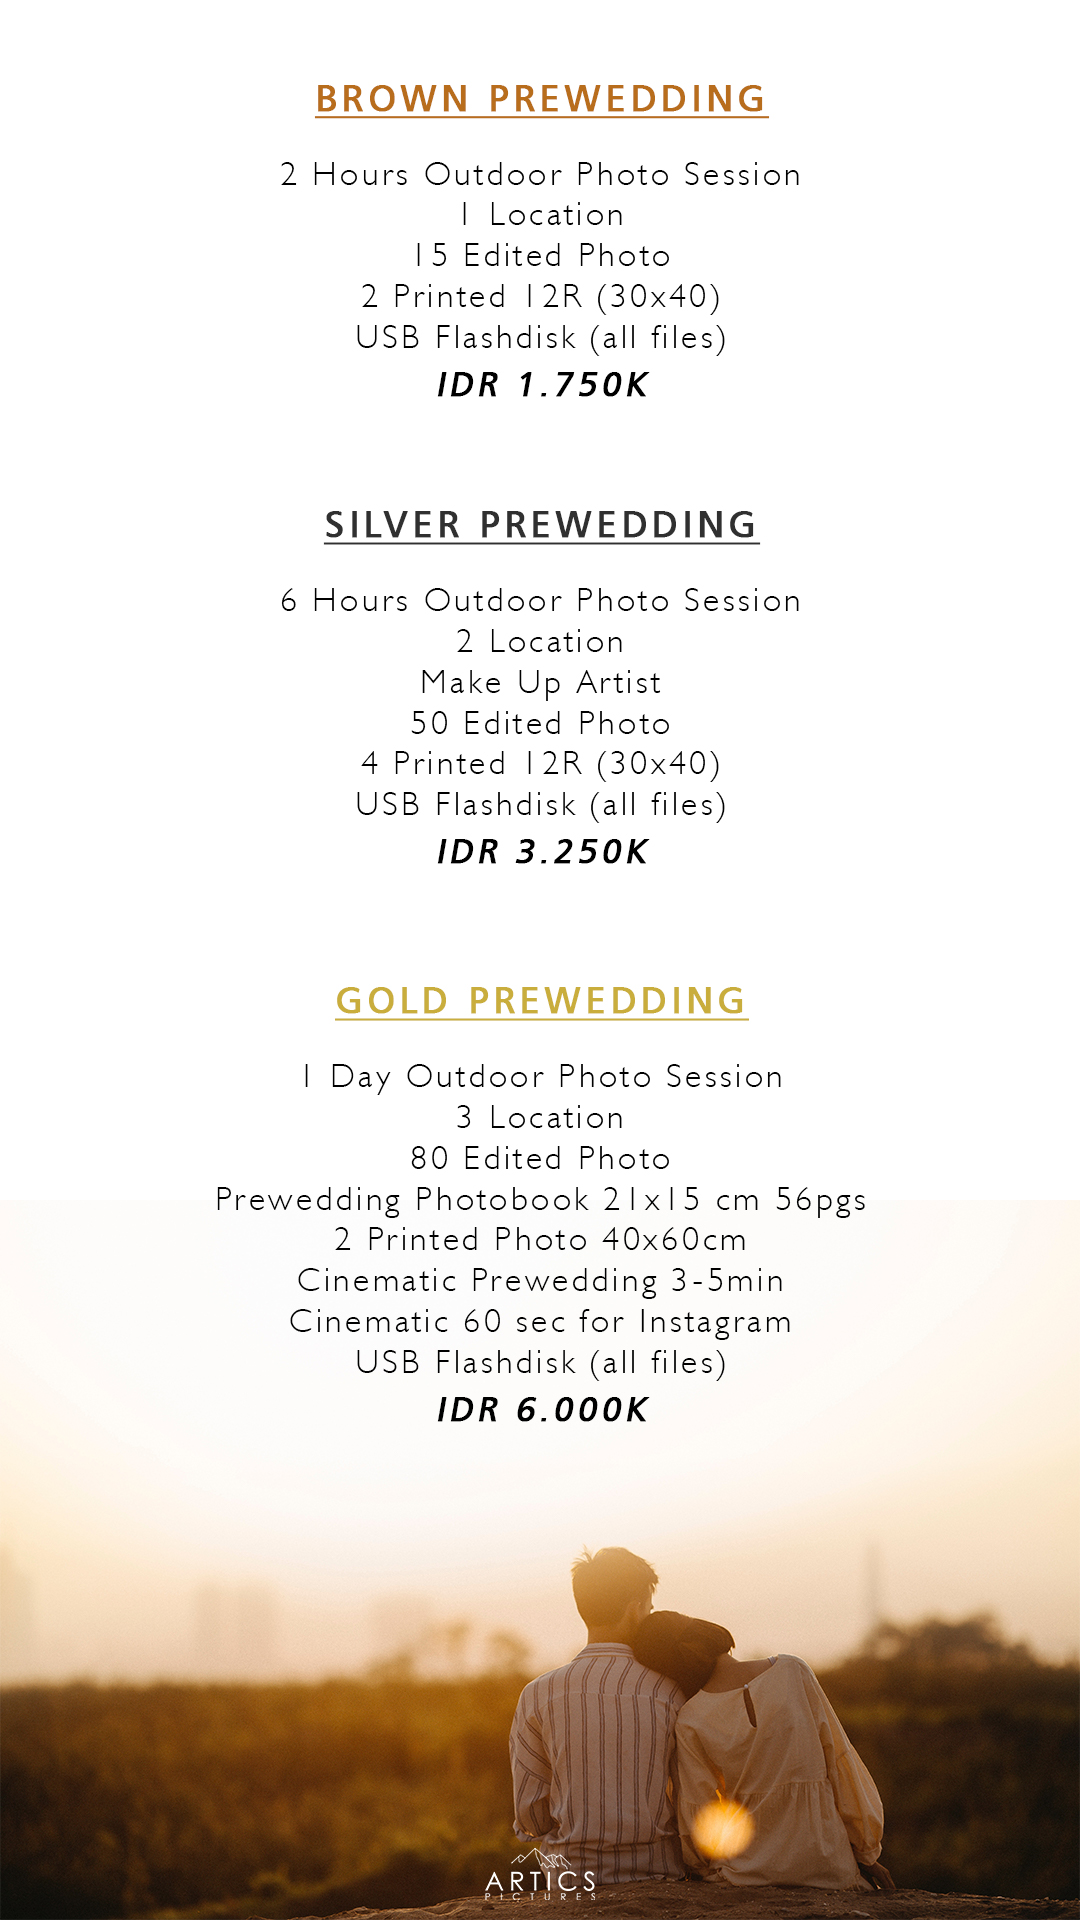 BROWN PREWEDDING
2 Hours Outdoor Photo Session
1 Location
15 Edited Photo
2 Printed 12R (30x40)
USB Flashdisk (all files)
IDR 1.750K
SILVER PREWEDDING
6 Hours Outdoor Photo Session
2 Location
Make Up Artist
50 Edited Photo
4 Printed 12R (30x40)
USB Flashdisk (all files)
IDR 3.250K
GOLD PREWEDDING
1 Day Outdoor Photo Session
3 Location
80 Edited Photo
Prewedding Photobook 21x15 cm 56pgs
2 Printed Photo 40x60cm
Cinematic Prewedding 3-5min
Cinematic 60 sec for Instagram
USB Flashdisk (all files)
IDR 6.000K
ARTICS
PICTURES